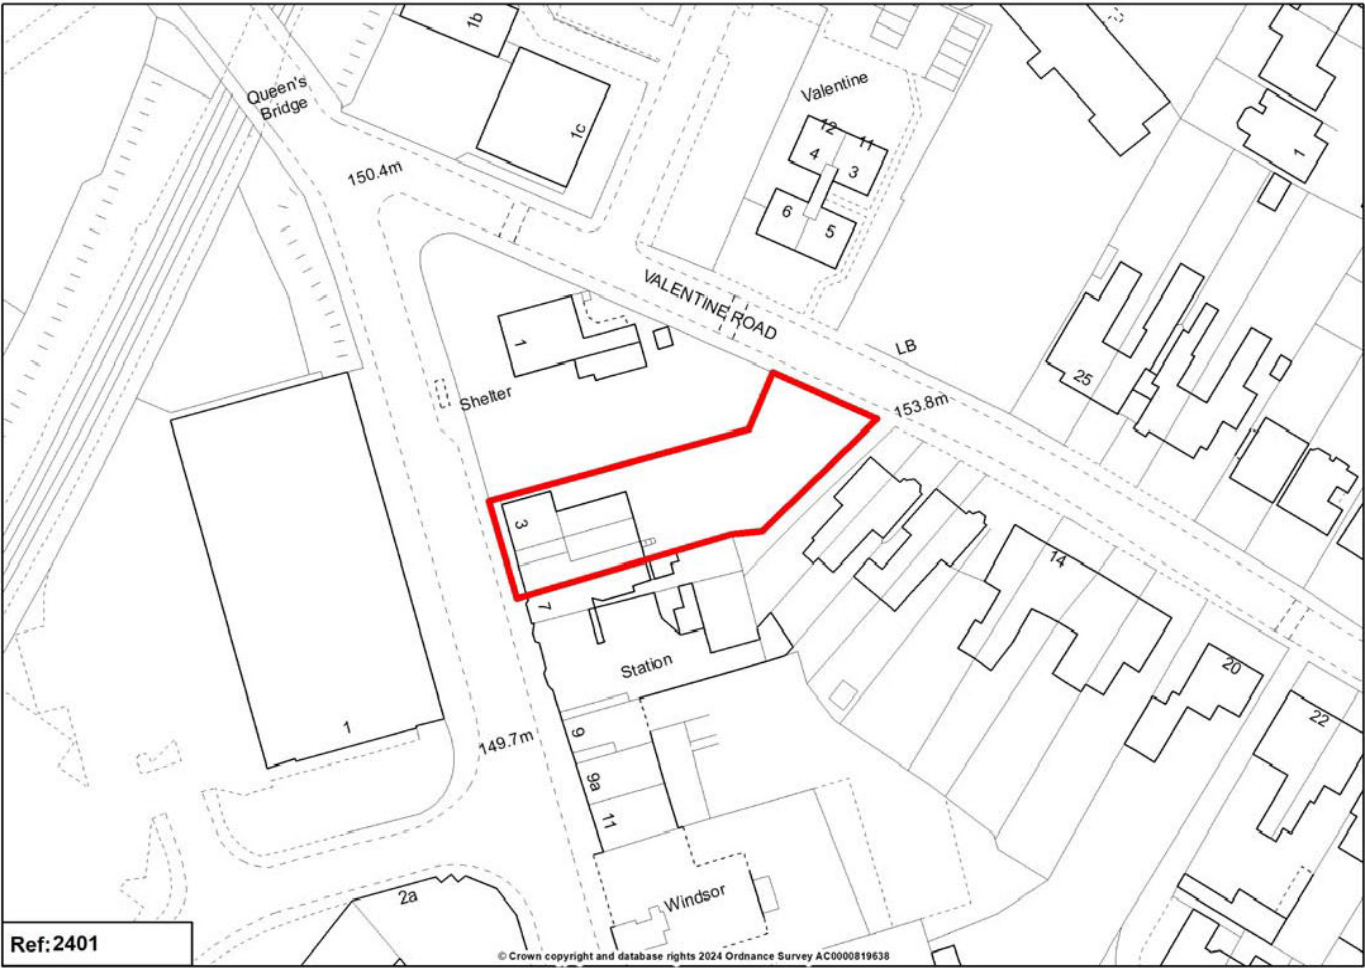 1b
Queen's
Bridge
1c
Valentine
12
11
4
3
1
150.4m
6
5
VALENTINE ROAD
LB
1
25
Shelter
153.8m
3
14
7
Station
20
22
9
1
149.7m
9a
11
2a
Windsor
Ref:2401
© Crown copyright and database rights 2024 Ordnance Survey AC0000819638